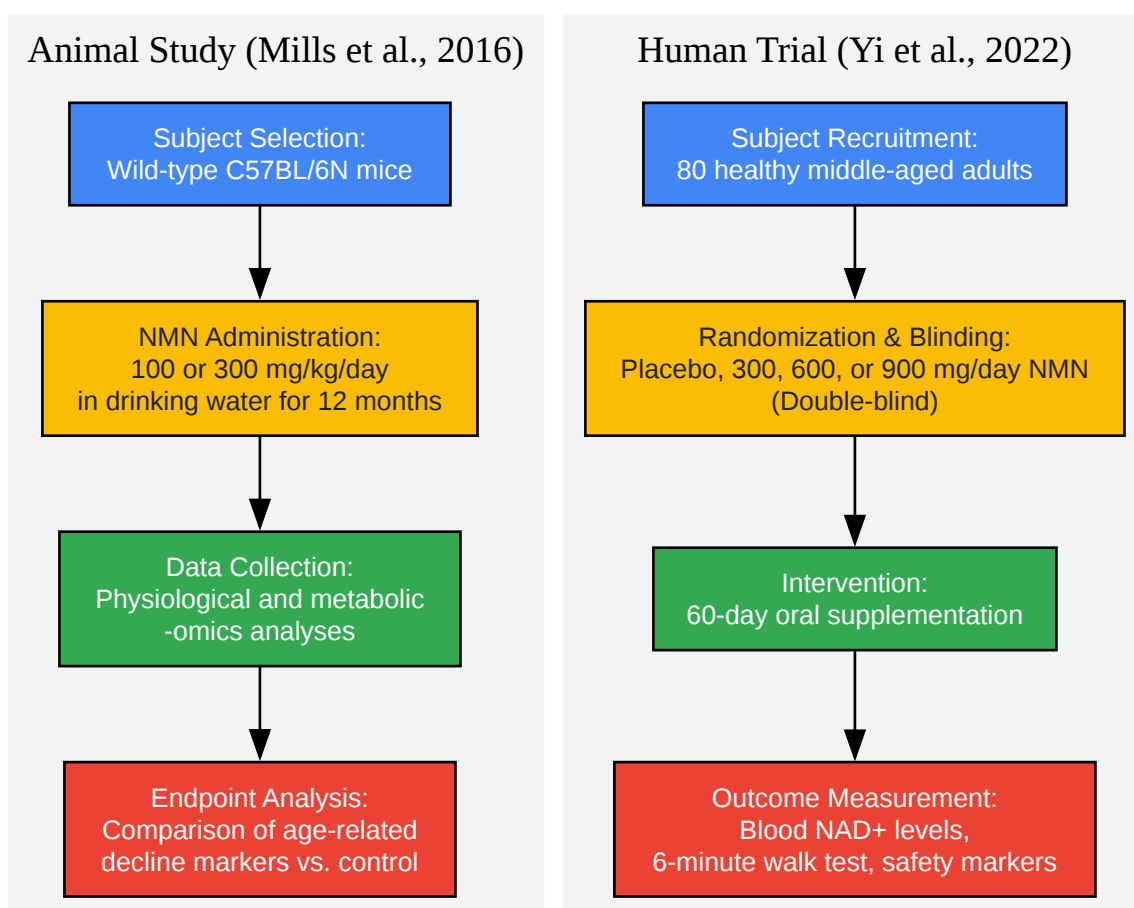 Animal Study (Mills et al., 2016)
Subject Selection:
Wild-type C57BL/6N mice
NMN Administration:
100 or 300 mg/kg/day
in drinking water for 12 months
Data Collection:
Physiological and metabolic
-omics analyses
Endpoint Analysis:
Comparison of age-related
decline markers vs. control
Human Trial (Yi et al., 2022)
Subject Recruitment:
80 healthy middle-aged adults
Randomization & Blinding:
Placebo, 300, 600, or 900 mg/day NMN
(Double-blind)
Intervention:
60-day oral supplementation
Outcome Measurement:
Blood NAD+ levels,
6-minute walk test, safety markers